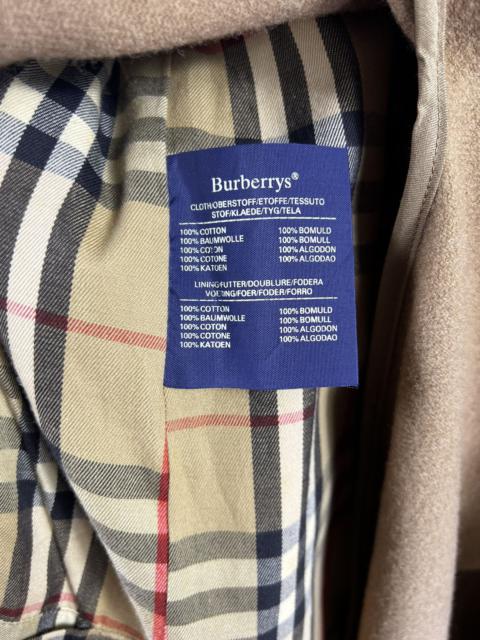 Burberrys®
CLOTH/OBERSTOFF/ETOFFE/TESSUTO
STOF/KLAEDE/TYG/TELA
100% COTTON 100% BOMULD
100% BAUMWOLLE 100% BOMULL
100% COTON 100% ALGODON
100% COTONE 100% ALGODAO
100% KATOEN
LINING/FUTTER/DOUBLURE/FODERA
VOERING/FOER/FODER/FORRO
100% COTTON 100% BOMULD
100% BAUMWOLLE 100% BOMULL
100% COTON 100% ALGODON
100% COTONE 100% ALGODAO
100% KATOEN